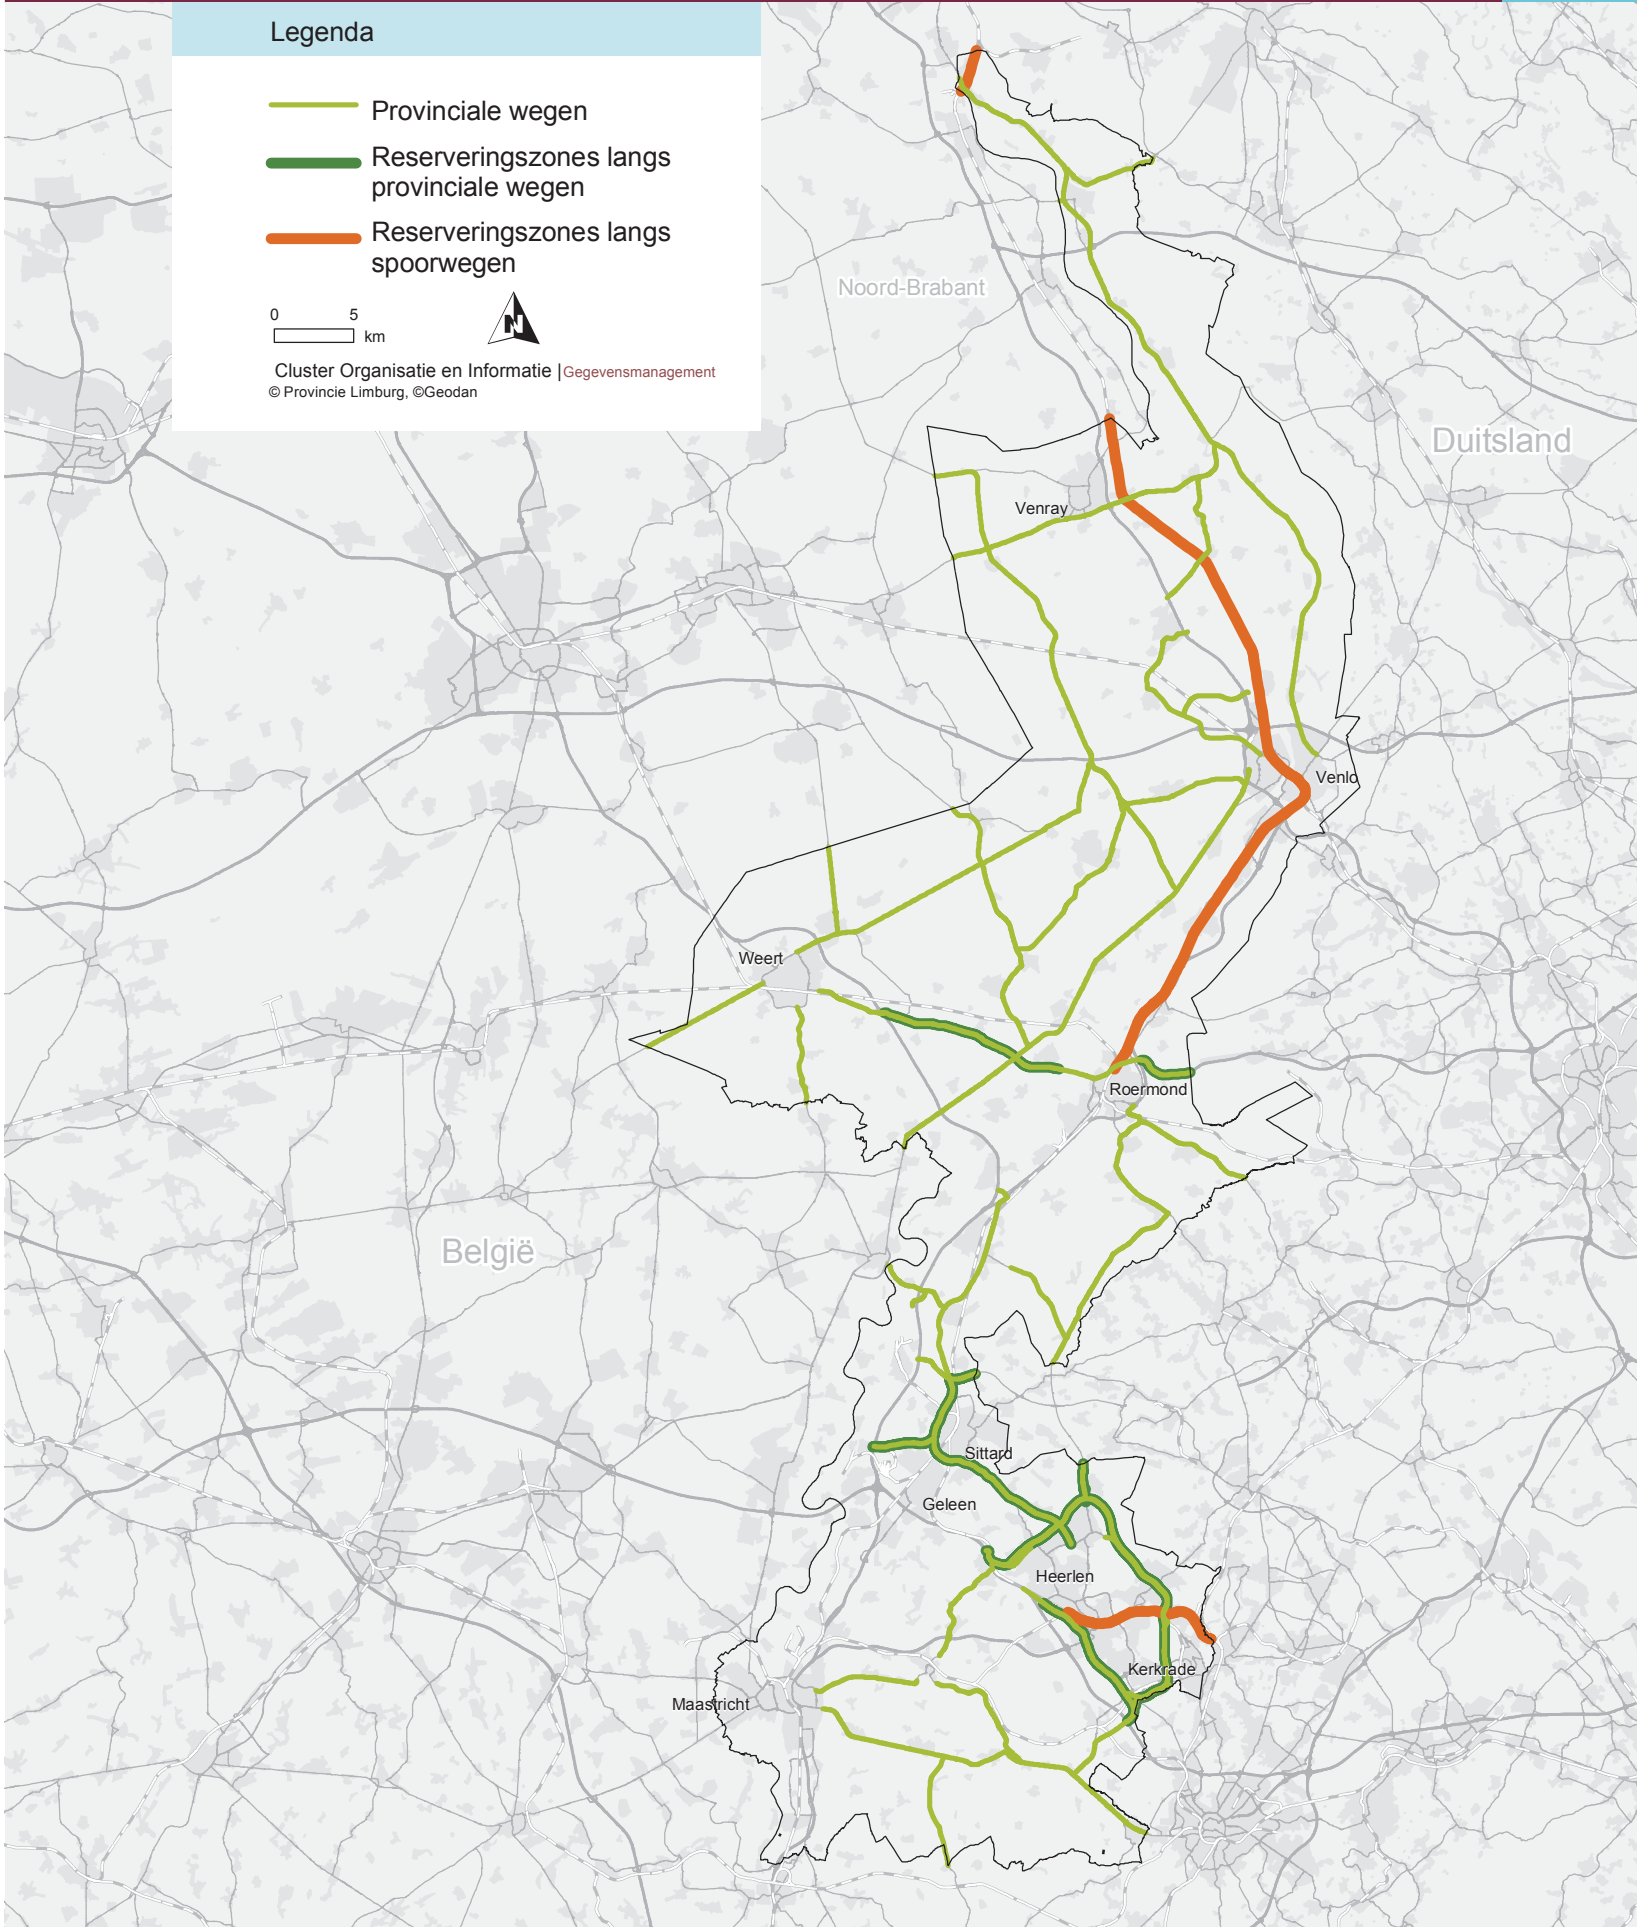 Legenda
Provinciale wegen
Reserveringszones langs
provinciale wegen
Reserveringszones langs
spoorwegen
0 5
km
N
Cluster Organisatie en Informatie |Gegevensmanagement
© Provincie Limburg, ©Geodan
Noord-Brabant
Duitsland
Venray
Venlo
Weert
Roermond
België
Sittard
Geleen
Heerlen
Kerkrade
Maastricht